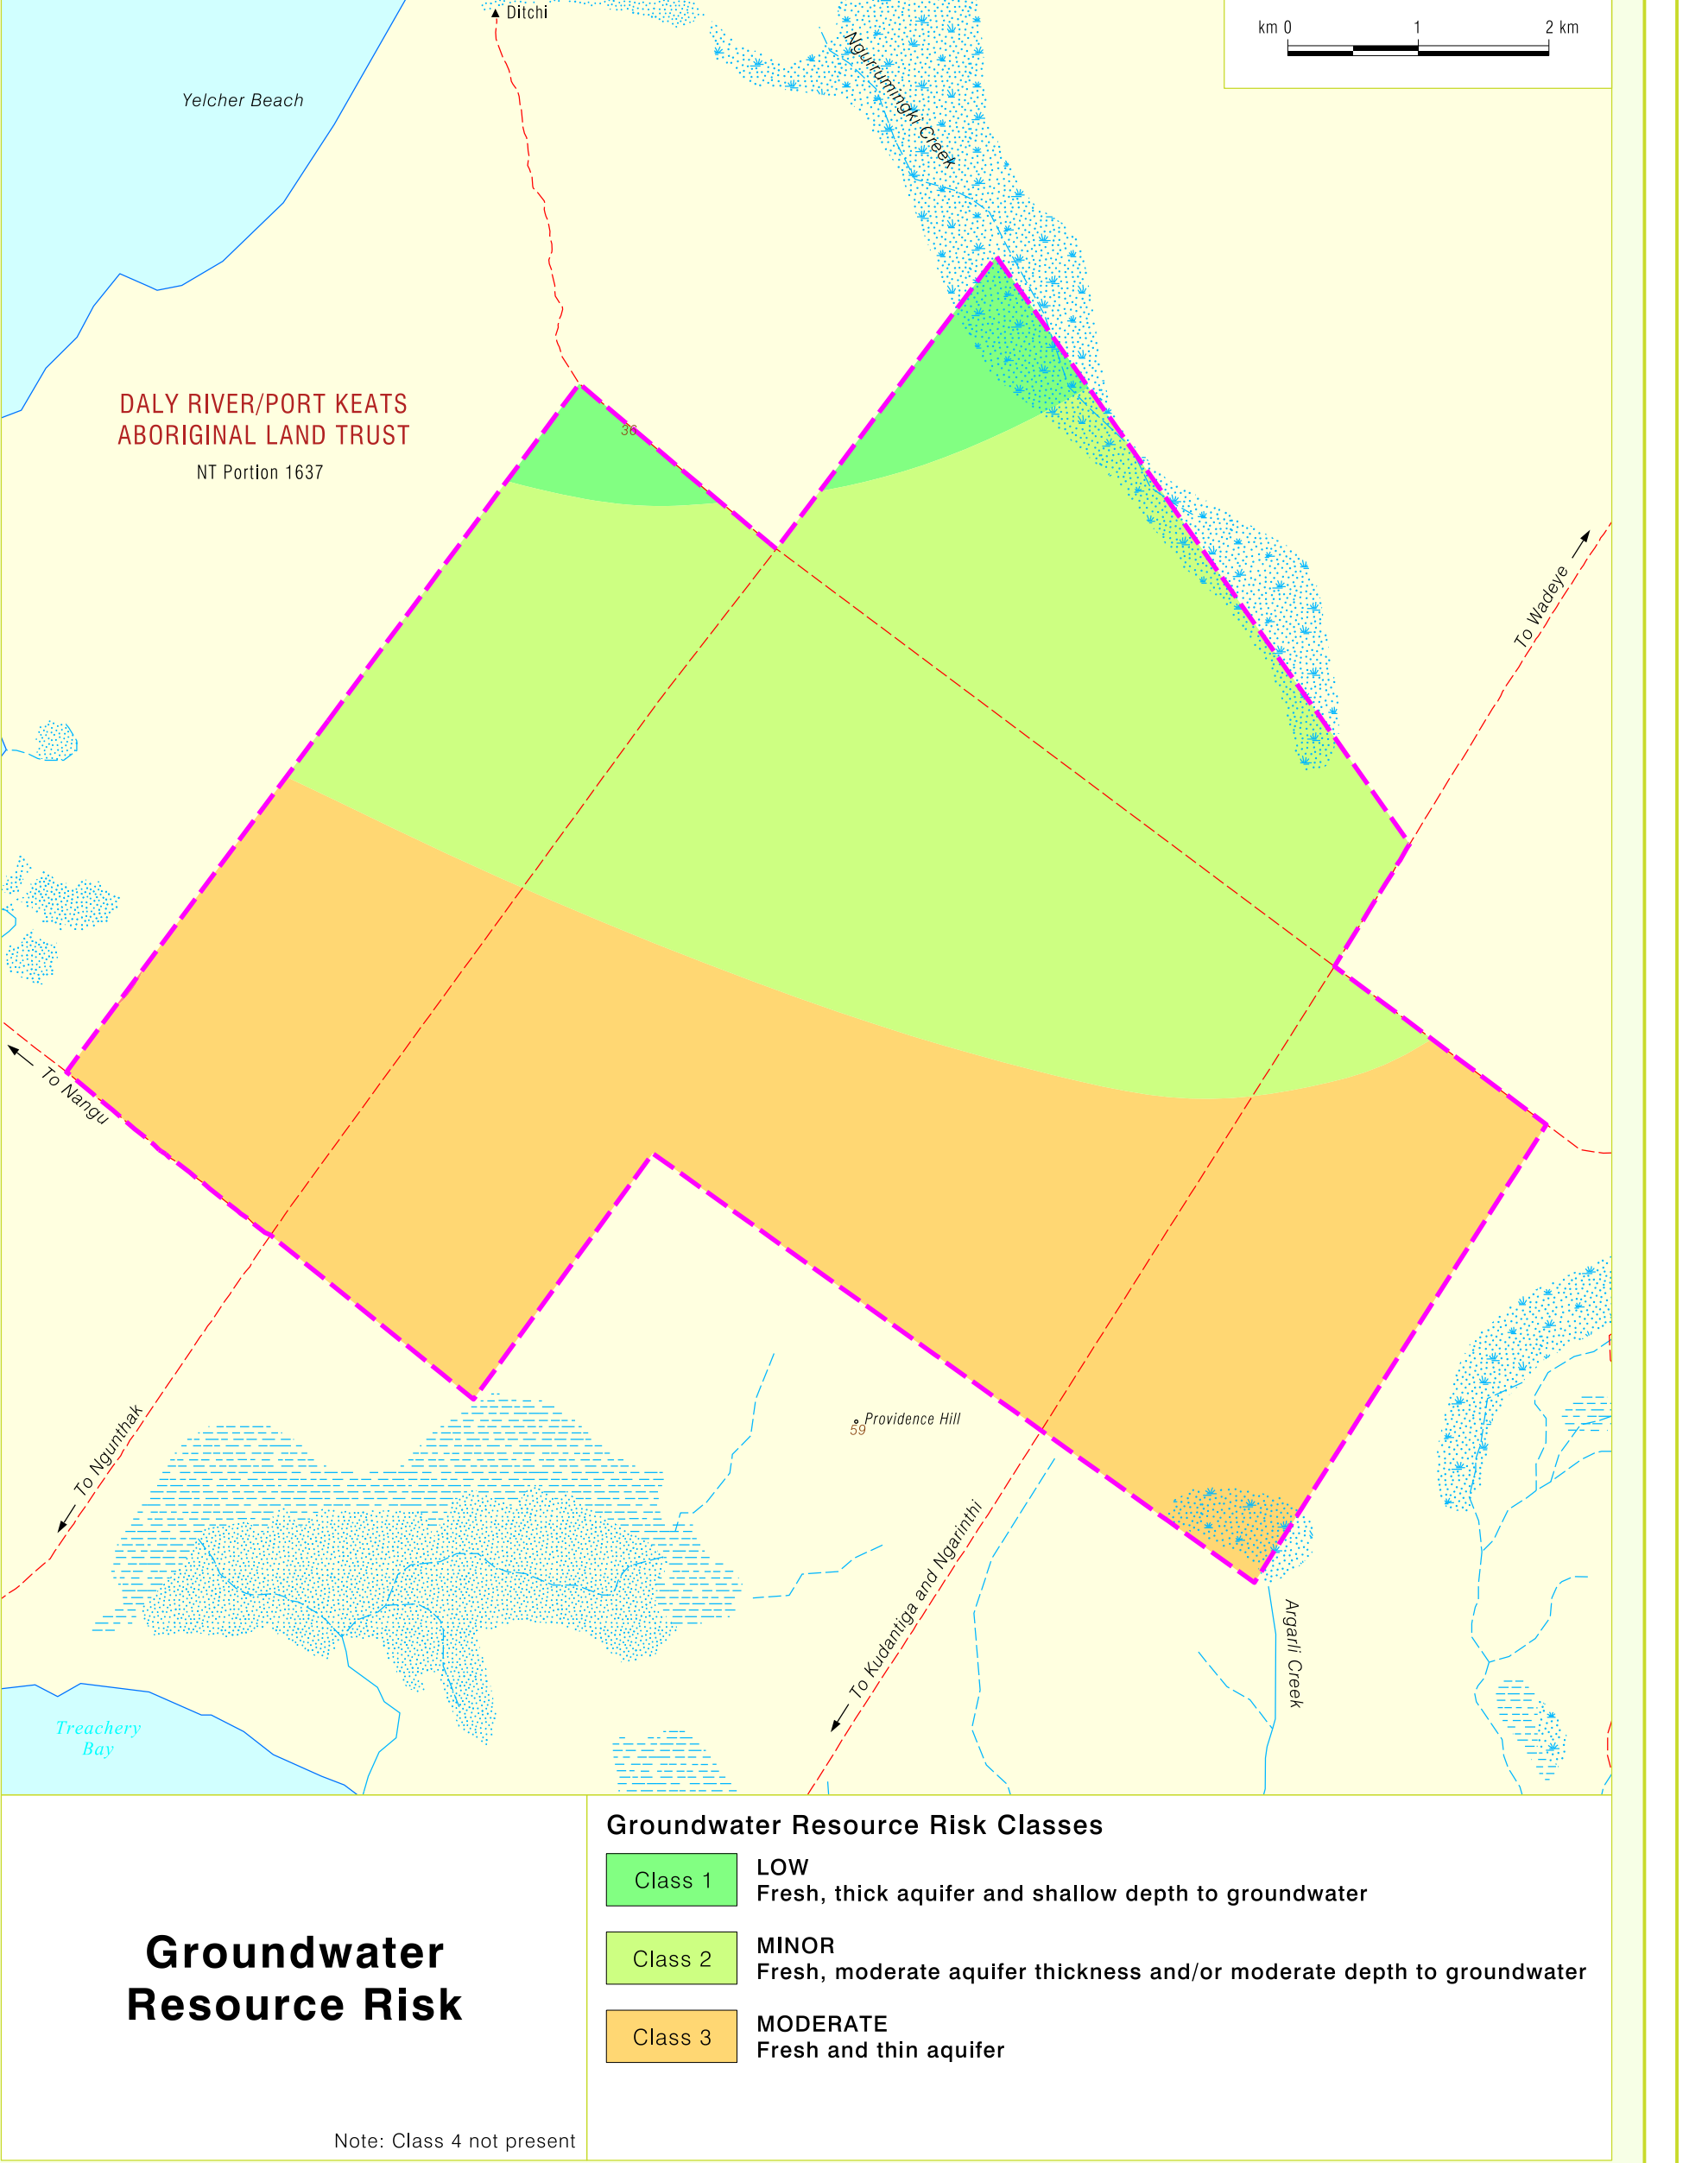 Ditchi
km 0 1 2 km
Ngurrumingki Creek
Yelcher Beach
DALY RIVER/PORT KEATS
ABORIGINAL LAND TRUST
NT Portion 1637
36
To Wadeye
To Nangu
To Ngunthak
Providence Hill
59
To Kudantiga and Ngarinthi
Argarli Creek
Treachery
Bay
Groundwater
Resource Risk
Note: Class 4 not present
Groundwater Resource Risk Classes
Class 1
LOW
Fresh, thick aquifer and shallow depth to groundwater
Class 2
MINOR
Fresh, moderate aquifer thickness and/or moderate depth to groundwater
Class 3
MODERATE
Fresh and thin aquifer